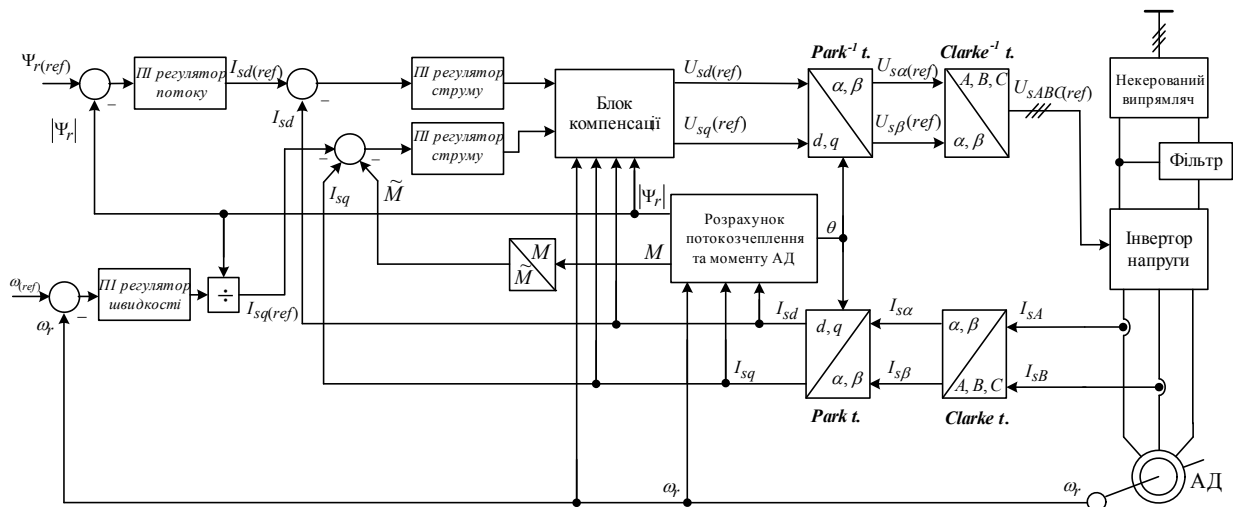 Ψr(ref)
−
|Ψr|
ПІ регулятор
потоку
Isd(ref)
−
Isd
ПІ регулятор
струму
−
−
Isq
M̃
ПІ регулятор
струму
Блок
компенсації
Usd(ref)
Usq(ref)
Park⁻¹ t.
α, β
d, q
Usα(ref)
Usβ(ref)
Clarke⁻¹ t.
A, B, C
α, β
UsABC(ref)
Некерований
випрямляч
Фільтр
Інвертор
напруги
|Ψr|
Розрахунок
потокозчеплення
та моменту АД
θ
M
M
M̃
ω(ref)
−
ωr
ПІ регулятор
швидкості
÷
Isq(ref)
Isd
Isq
d, q
α, β
Park t.
Isα
Isβ
α, β
A, B, C
Clarke t.
IsA
IsB
ωr
ωr
АД